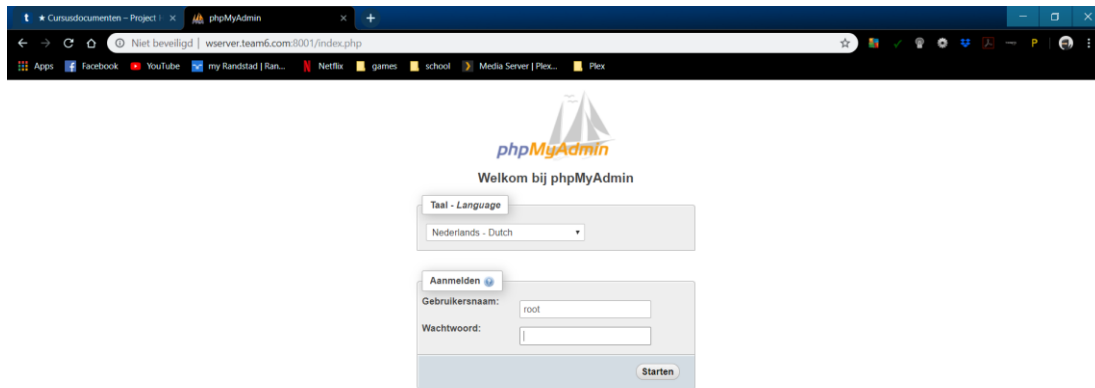 ★ Cursusdocumenten – Project I
phpMyAdmin
Niet beveiligd | wserver.team6.com:8001/index.php
Apps Facebook YouTube my Randstad | Ran... Netflix games school Media Server | Plex... Plex
phpMyAdmin
Welkom bij phpMyAdmin
Taal - Language
Nederlands - Dutch
Aanmelden
Gebruikersnaam: root
Wachtwoord:
Starten